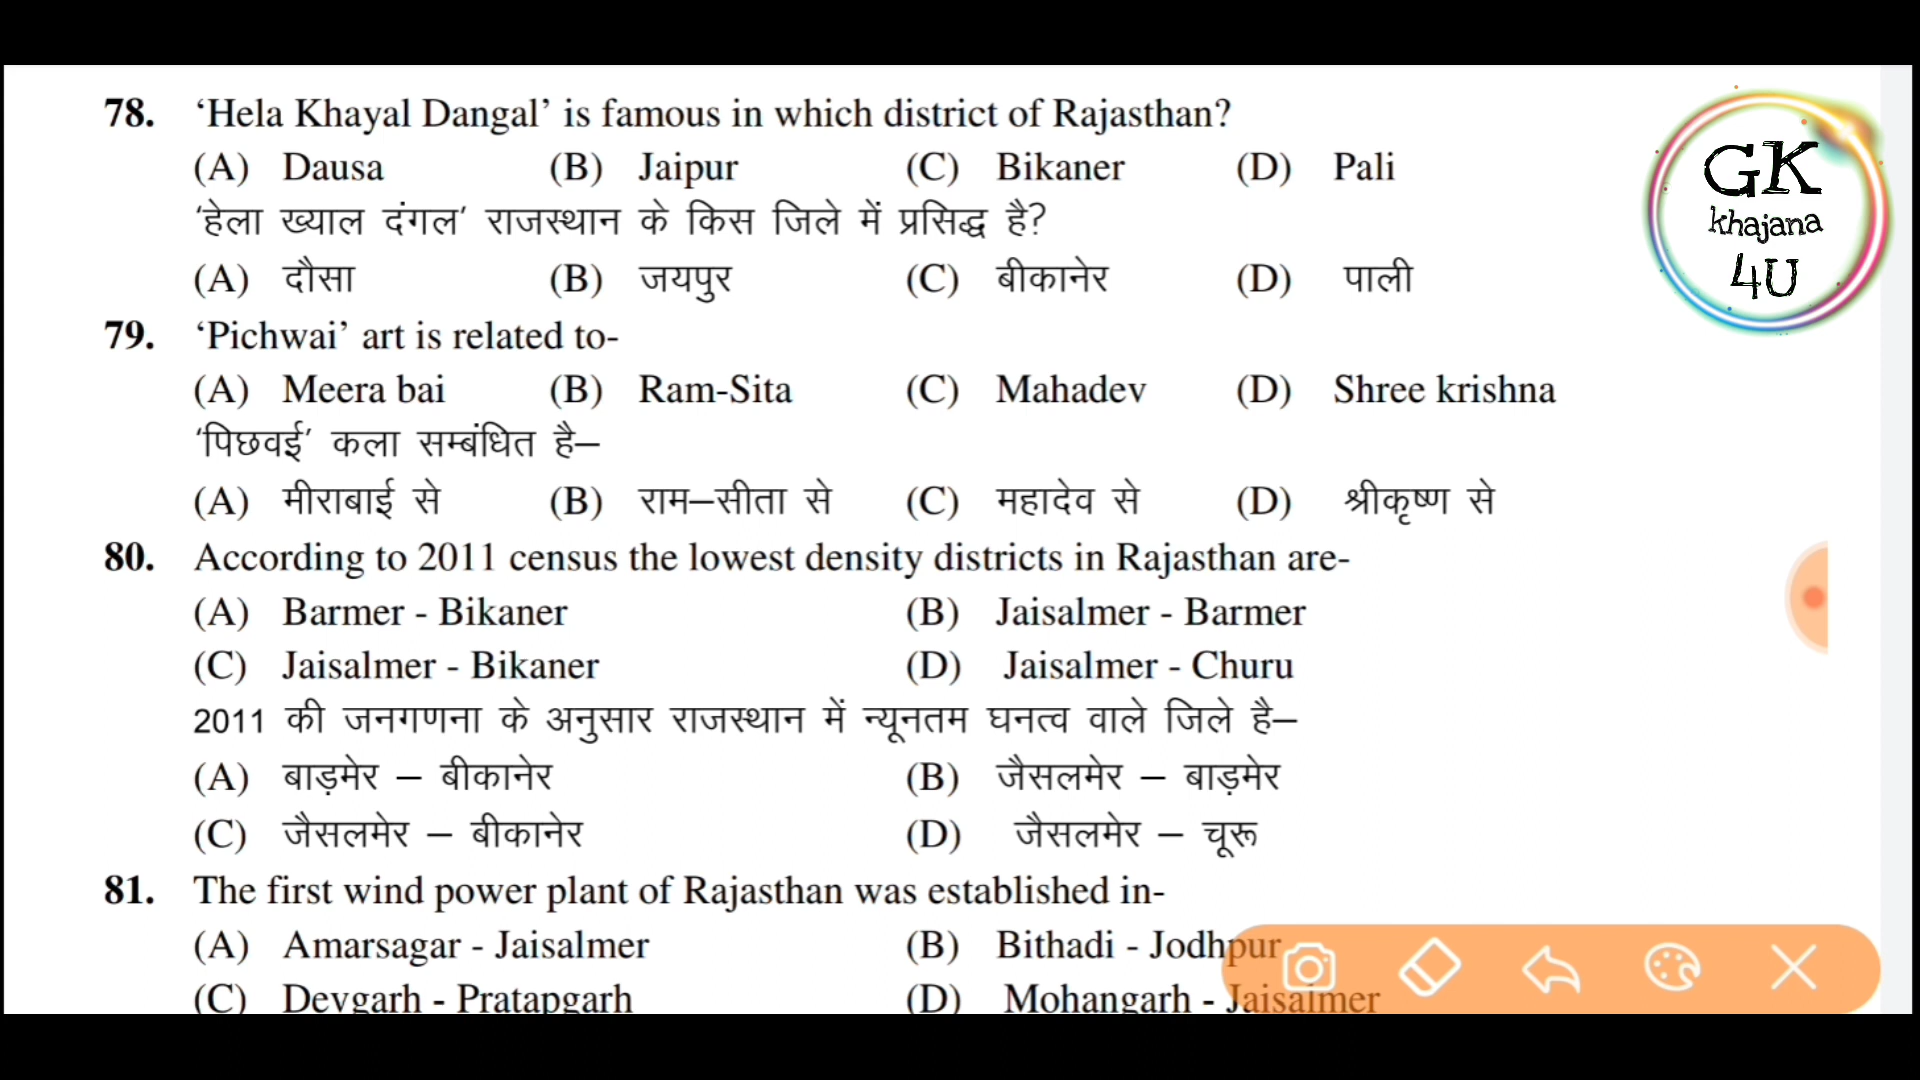 78. ‘Hela Khayal Dangal’ is famous in which district of Rajasthan?
(A) Dausa (B) Jaipur (C) Bikaner (D) Pali
‘हेला ख्याल दंगल’ राजस्थान के किस जिले में प्रसिद्ध है?
(A) दौसा (B) जयपुर (C) बीकानेर (D) पाली
79. ‘Pichwai’ art is related to-
(A) Meera bai (B) Ram-Sita (C) Mahadev (D) Shree krishna
‘पिछवई’ कला सम्बंधित है–
(A) मीराबाई से (B) राम–सीता से (C) महादेव से (D) श्रीकृष्ण से
80. According to 2011 census the lowest density districts in Rajasthan are-
(A) Barmer - Bikaner (B) Jaisalmer - Barmer
(C) Jaisalmer - Bikaner (D) Jaisalmer - Churu
2011 की जनगणना के अनुसार राजस्थान में न्यूनतम घनत्व वाले जिले है–
(A) बाड़मेर – बीकानेर (B) जैसलमेर – बाड़मेर
(C) जैसलमेर – बीकानेर (D) जैसलमेर – चूरू
81. The first wind power plant of Rajasthan was established in-
(A) Amarsagar - Jaisalmer (B) Bithadi - Jodhpur
(C) Devgarh - Pratapgarh (D) Mohangarh - Jaisalmer
GK
khajana
4U